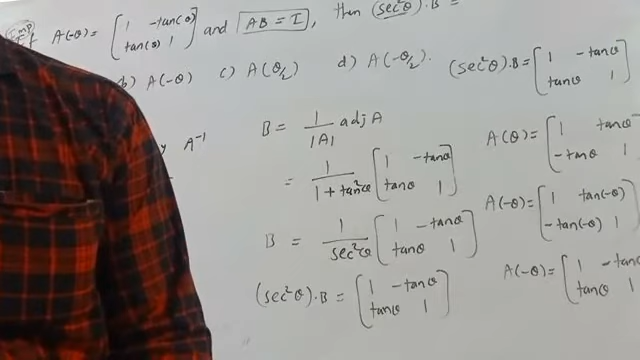 A(-θ) = [1 -tan(θ) tan(θ) 1] and AB = I, then (sec²θ).B =
b) A(-θ) c) A(θ/2) d) A(-θ/2).
A⁻¹
B = 1/|A| adj A
= 1/(1 + tan²θ) [1 -tanθ tanθ 1]
B = 1/sec²θ [1 -tanθ tanθ 1]
(sec²θ).B = [1 -tanθ tanθ 1]
(sec²θ).B = [1 -tanθ tanθ 1]
A(θ) = [1 tanθ -tanθ 1]
A(-θ) = [1 tan(-θ) -tan(-θ) 1]
A(-θ) = [1 -tanθ tanθ 1]